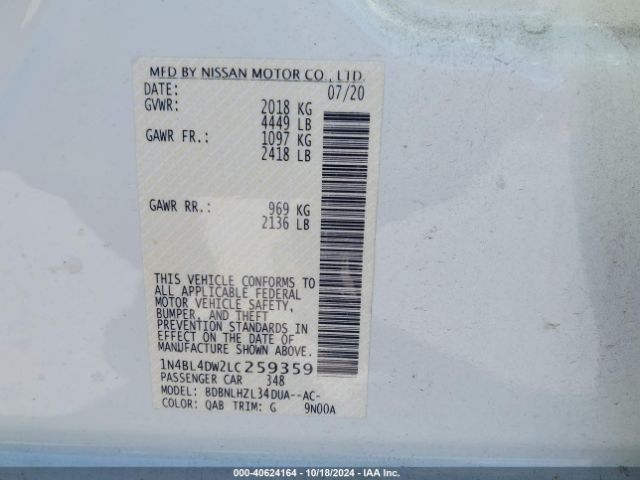 MFD BY NISSAN MOTOR CO., LTD.
DATE: 07/20
GVWR: 2018 KG
4449 LB
GAWR FR.: 1097 KG
2418 LB
GAWR RR.: 969 KG
2136 LB
THIS VEHICLE CONFORMS TO
ALL APPLICABLE FEDERAL
MOTOR VEHICLE SAFETY,
BUMPER, AND THEFT
PREVENTION STANDARDS IN
EFFECT ON THE DATE OF
MANUFACTURE SHOWN ABOVE.
1N4BL4DW2LC259359
PASSENGER CAR 348
MODEL: BDBNLHZL34DUA--AC-
COLOR: QAB TRIM: G 9N00A
000-40624164 - 10/18/2024 - IAA Inc.